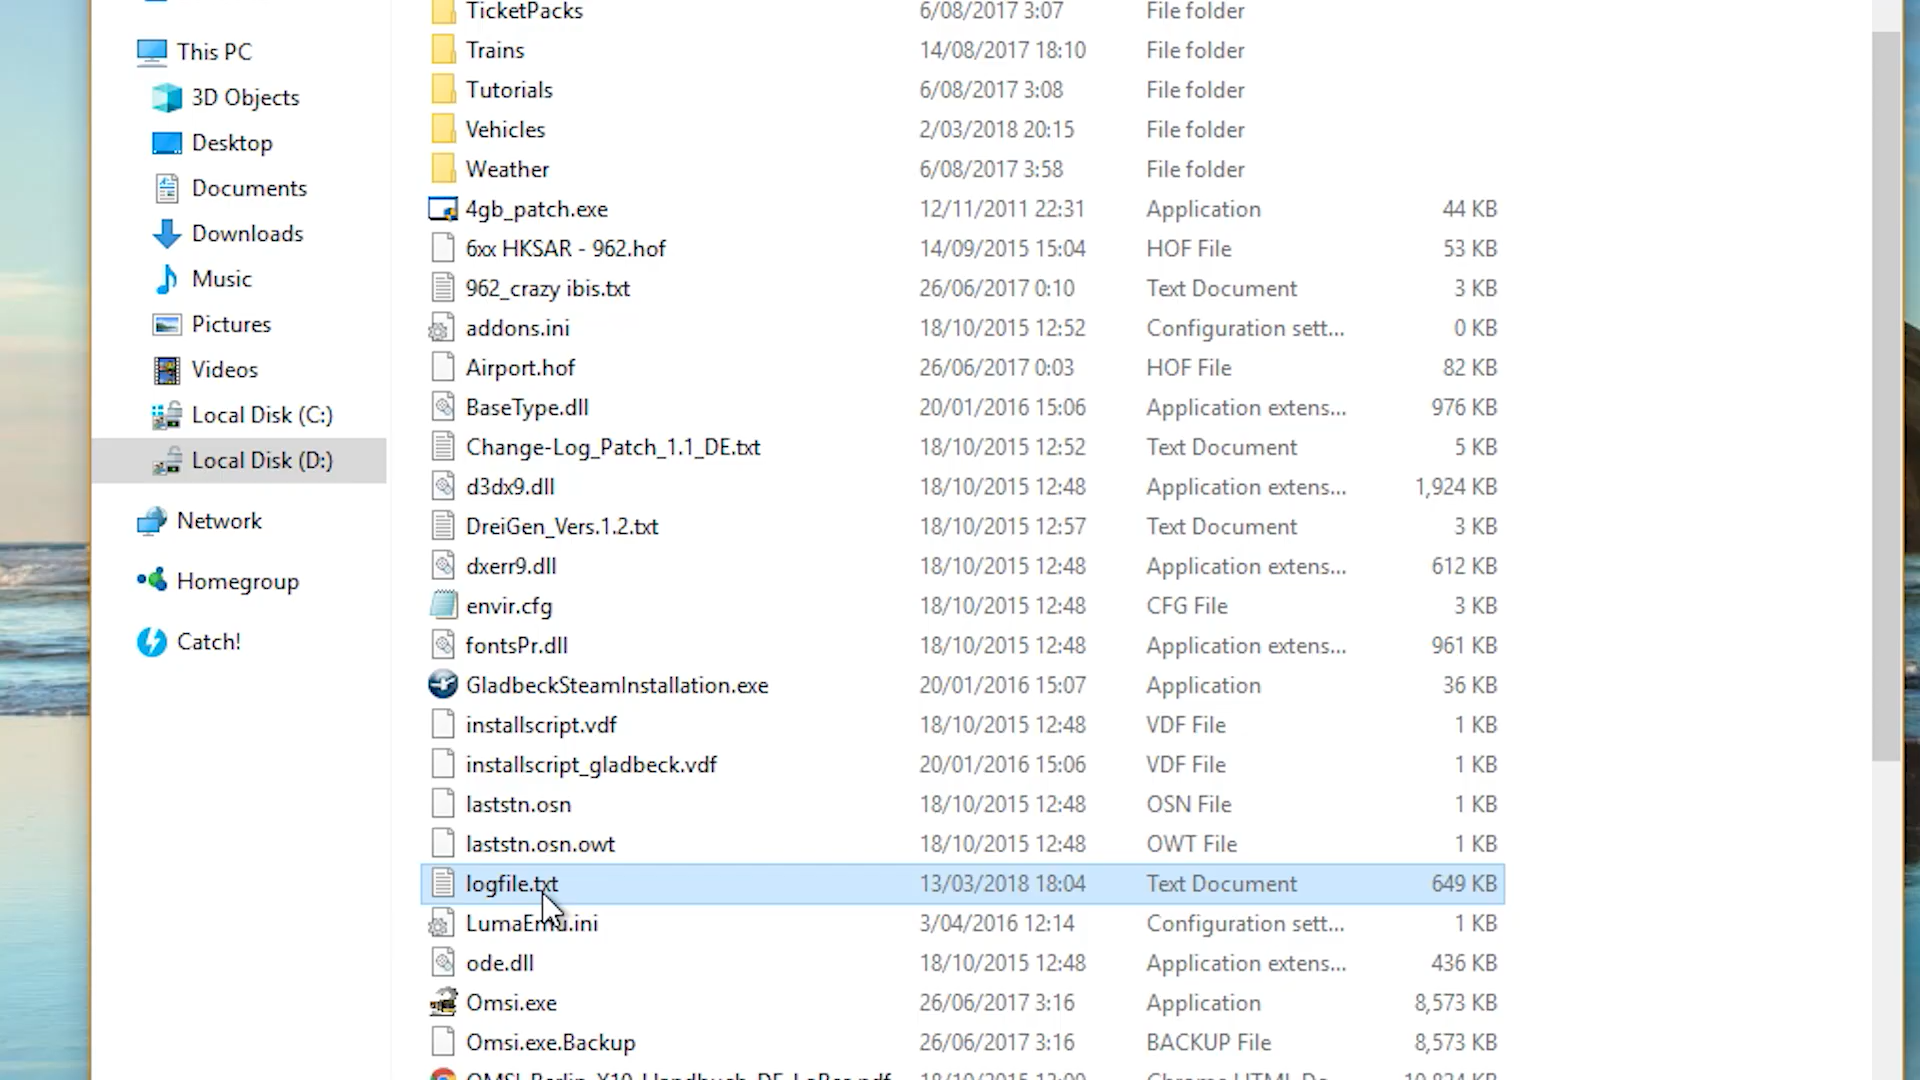 This PC
3D Objects
Desktop
Documents
Downloads
Music
Pictures
Videos
Local Disk (C:)
Local Disk (D:)
Network
Homegroup
Catch!
TicketPacks 6/08/2017 3:07 File folder
Trains 14/08/2017 18:10 File folder
Tutorials 6/08/2017 3:08 File folder
Vehicles 2/03/2018 20:15 File folder
Weather 6/08/2017 3:58 File folder
4gb_patch.exe 12/11/2011 22:31 Application 44 KB
6xx HKSAR - 962.hof 14/09/2015 15:04 HOF File 53 KB
962_crazy ibis.txt 26/06/2017 0:10 Text Document 3 KB
addons.ini 18/10/2015 12:52 Configuration sett... 0 KB
Airport.hof 26/06/2017 0:03 HOF File 82 KB
BaseType.dll 20/01/2016 15:06 Application extens... 976 KB
Change-Log_Patch_1.1_DE.txt 18/10/2015 12:52 Text Document 5 KB
d3dx9.dll 18/10/2015 12:48 Application extens... 1,924 KB
DreiGen_Vers.1.2.txt 18/10/2015 12:57 Text Document 3 KB
dxerr9.dll 18/10/2015 12:48 Application extens... 612 KB
envir.cfg 18/10/2015 12:48 CFG File 3 KB
fontsPr.dll 18/10/2015 12:48 Application extens... 961 KB
GladbeckSteamInstallation.exe 20/01/2016 15:07 Application 36 KB
installscript.vdf 18/10/2015 12:48 VDF File 1 KB
installscript_gladbeck.vdf 20/01/2016 15:06 VDF File 1 KB
laststn.osn 18/10/2015 12:48 OSN File 1 KB
laststn.osn.owt 18/10/2015 12:48 OWT File 1 KB
logfile.txt 13/03/2018 18:04 Text Document 649 KB
LumaEmu.ini 3/04/2016 12:14 Configuration sett... 1 KB
ode.dll 18/10/2015 12:48 Application extens... 436 KB
Omsi.exe 26/06/2017 3:16 Application 8,573 KB
Omsi.exe.Backup 26/06/2017 3:16 BACKUP File 8,573 KB